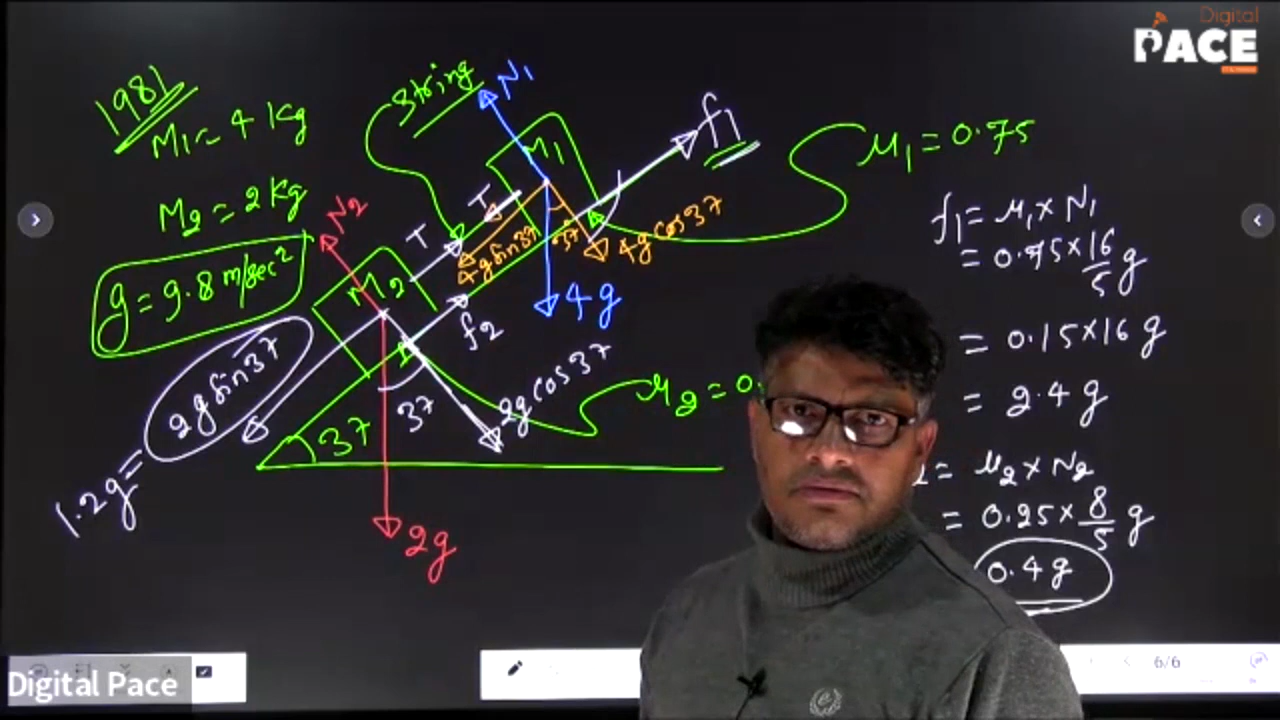 Digital
PACE
1981
M1 = 4 Kg
M2 = 2 Kg
g = 9.8 m/sec²
String
N1
M1
f1
μ1 = 0.75
T
T
4g sin37
37
4g cos37
4g
N2
M2
f2
2g sin37
1.2g =
37
37
2g cos37
2g
μ2 = 0.
f1 = μ1 × N1
= 0.75 × 16/5 g
= 0.15 × 16 g
= 2.4 g
= μ2 × N2
= 0.25 × 8/5 g
0.4 g
6/6
Digital Pace